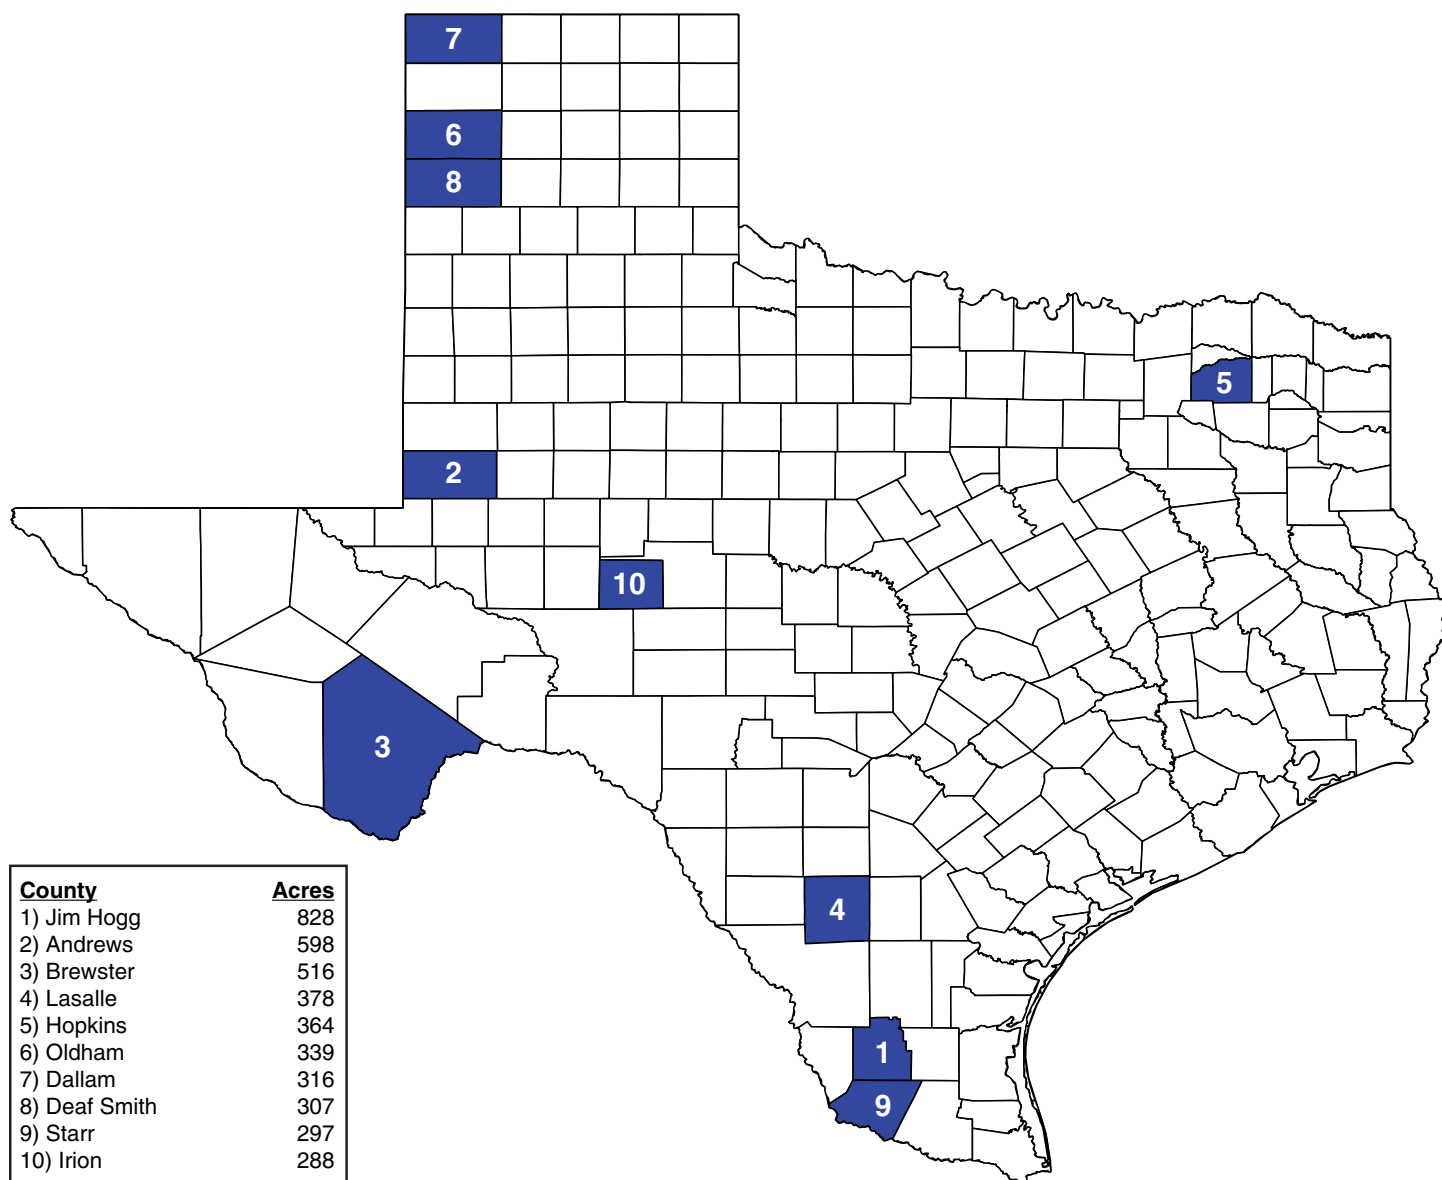 7
6
8
5
2
10
3
4
1
9
County Acres
1) Jim Hogg 828
2) Andrews 598
3) Brewster 516
4) Lasalle 378
5) Hopkins 364
6) Oldham 339
7) Dallam 316
8) Deaf Smith 307
9) Starr 297
10) Irion 288